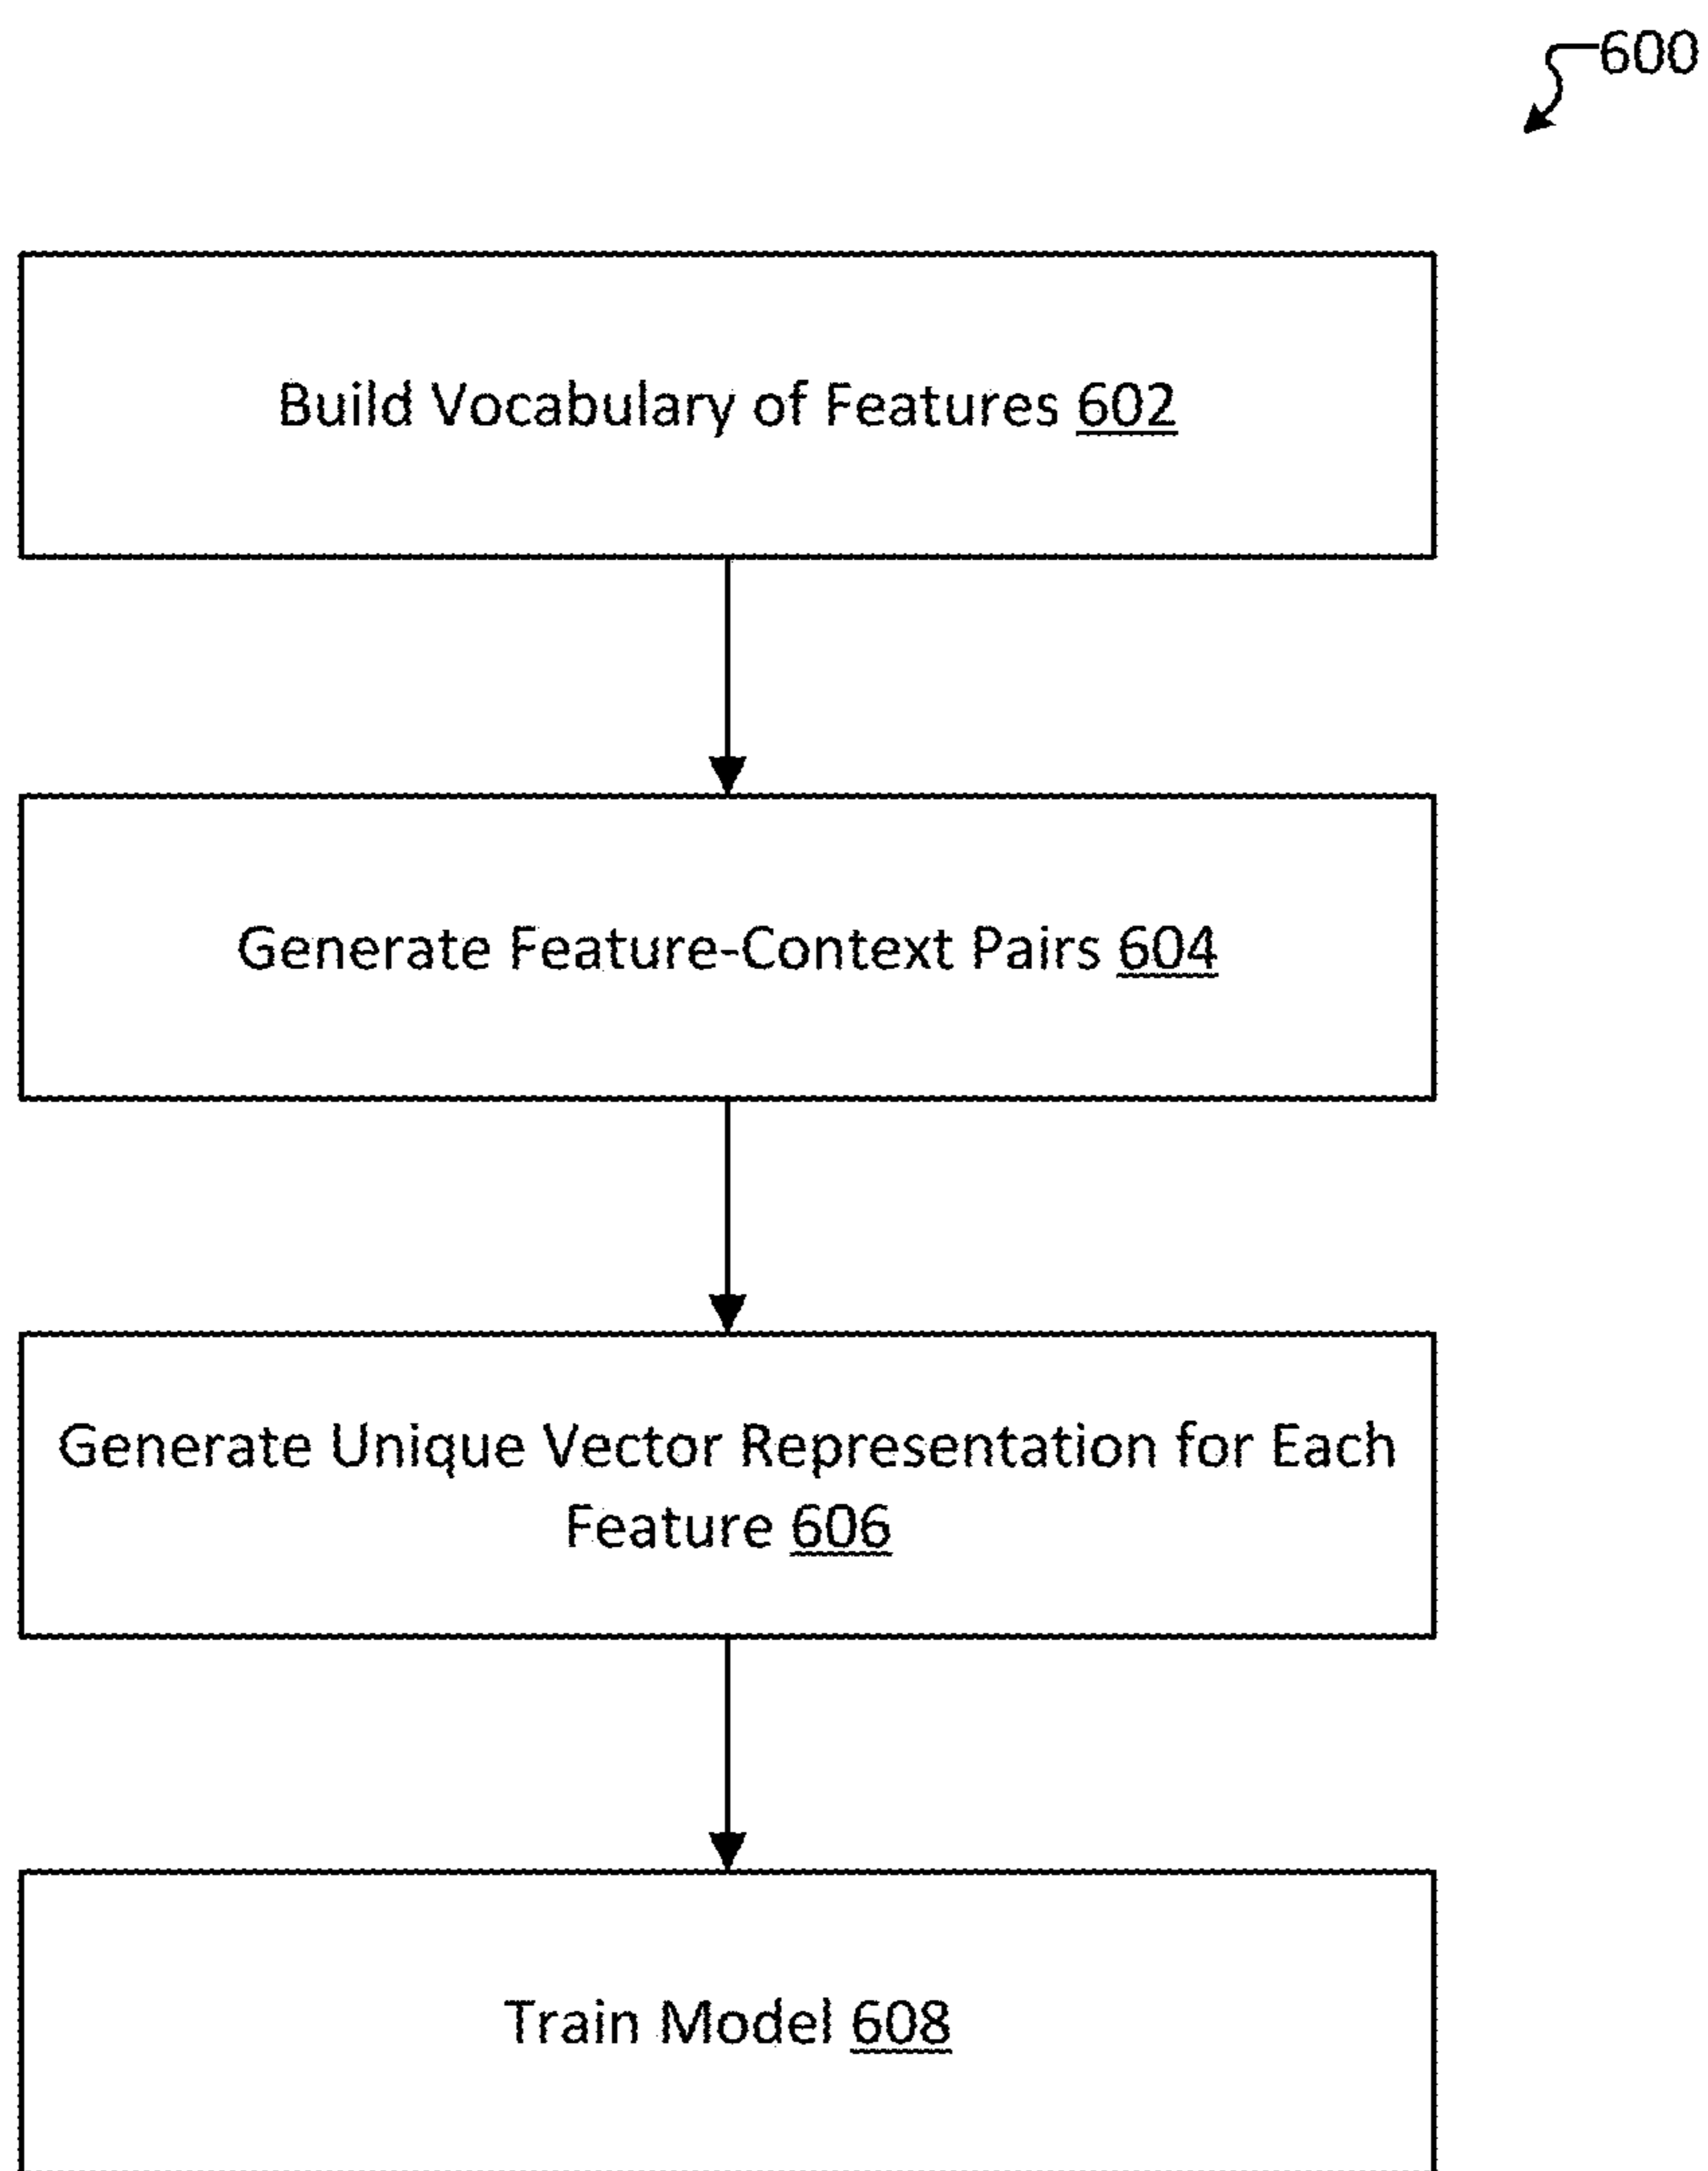 600
Build Vocabulary of Features 602
Generate Feature-Context Pairs 604
Generate Unique Vector Representation for Each
Feature 606
Train Model 608